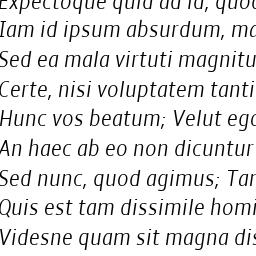 Expectoque quid ad id, quod
Iam id ipsum absurdum, ma
Sed ea mala virtuti magnitu
Certe, nisi voluptatem tanti
Hunc vos beatum; Velut ego
An haec ab eo non dicuntur
Sed nunc, quod agimus; Tar
Quis est tam dissimile homi
Videsne quam sit magna dis